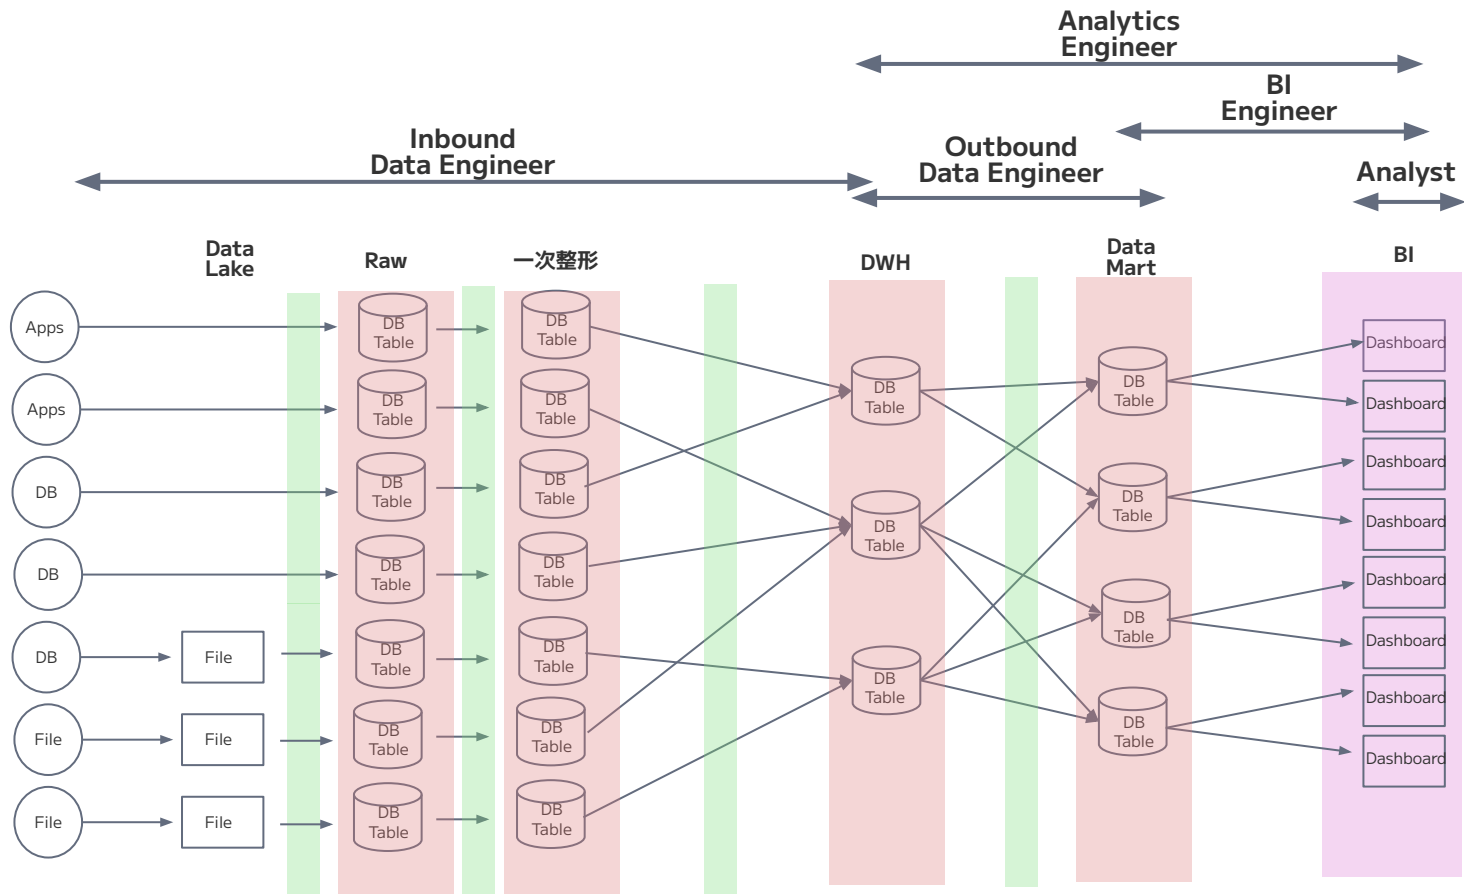 Analytics
Engineer
BI
Engineer
Inbound
Data Engineer
Outbound
Data Engineer
Analyst
Data
Lake
Raw
一次整形
DWH
Data
Mart
BI
Apps
DB
Table
DB
Table
DB
Table
DB
Table
Dashboard
Apps
DB
Table
DB
Table
Dashboard
DB
DB
Table
DB
Table
Dashboard
DB
Table
DB
Table
Dashboard
DB
DB
Table
DB
Table
Dashboard
DB
File
DB
Table
DB
Table
DB
Table
DB
Table
Dashboard
File
File
DB
Table
DB
Table
DB
Table
Dashboard
File
File
DB
Table
DB
Table
Dashboard